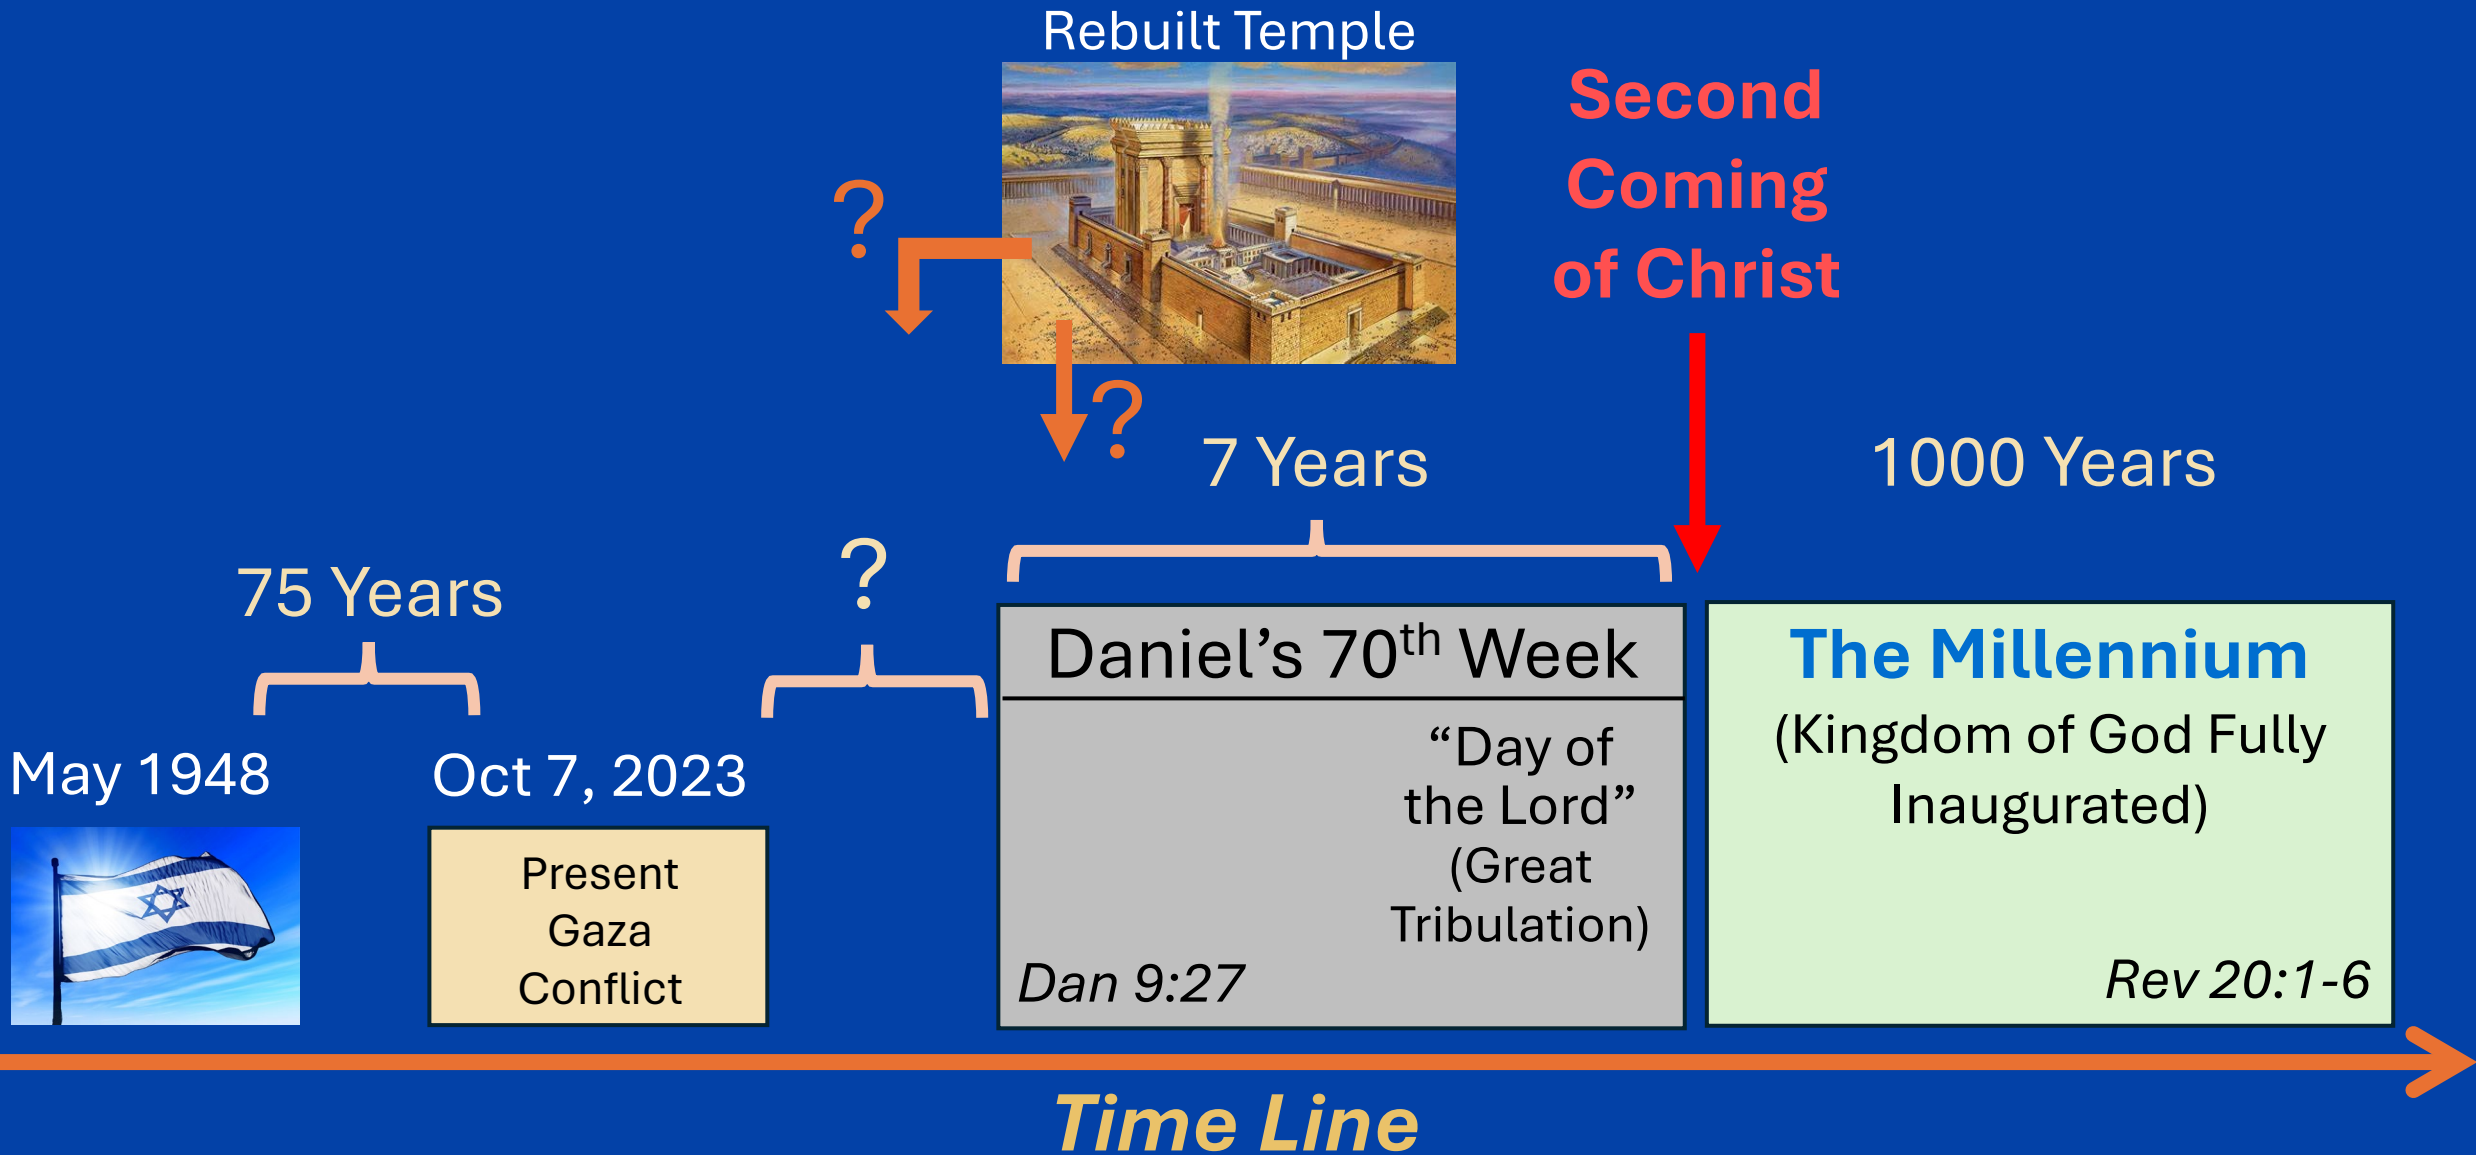 Rebuilt Temple
Second
Coming
of Christ
?
?
7 Years
1000 Years
75 Years
?
May 1948
Oct 7, 2023
Present
Gaza
Conflict
Daniel’s 70th Week
“Day of
the Lord”
(Great
Tribulation)
Dan 9:27
The Millennium
(Kingdom of God Fully
Inaugurated)
Rev 20:1-6
Time Line